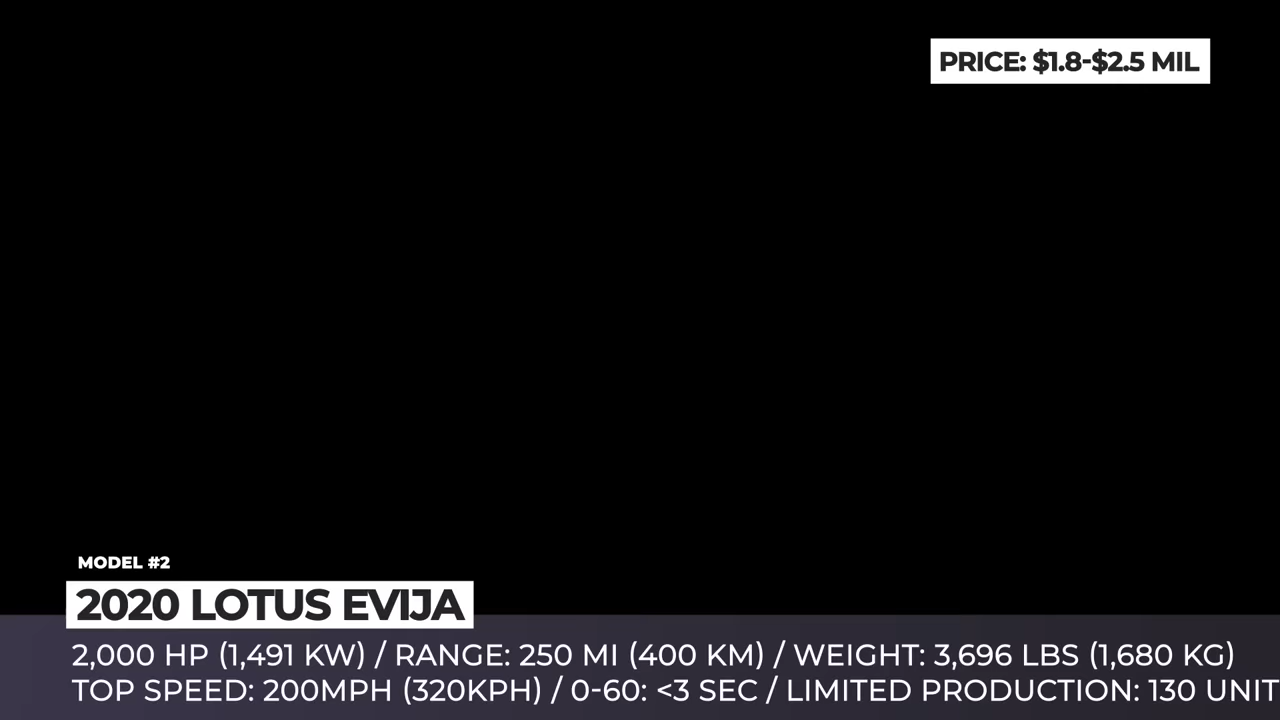 PRICE: $1.8-$2.5 MIL
MODEL #2
2020 LOTUS EVIJA
2,000 HP (1,491 KW) / RANGE: 250 MI (400 KM) / WEIGHT: 3,696 LBS (1,680 KG)
TOP SPEED: 200MPH (320KPH) / 0-60: <3 SEC / LIMITED PRODUCTION: 130 UNIT